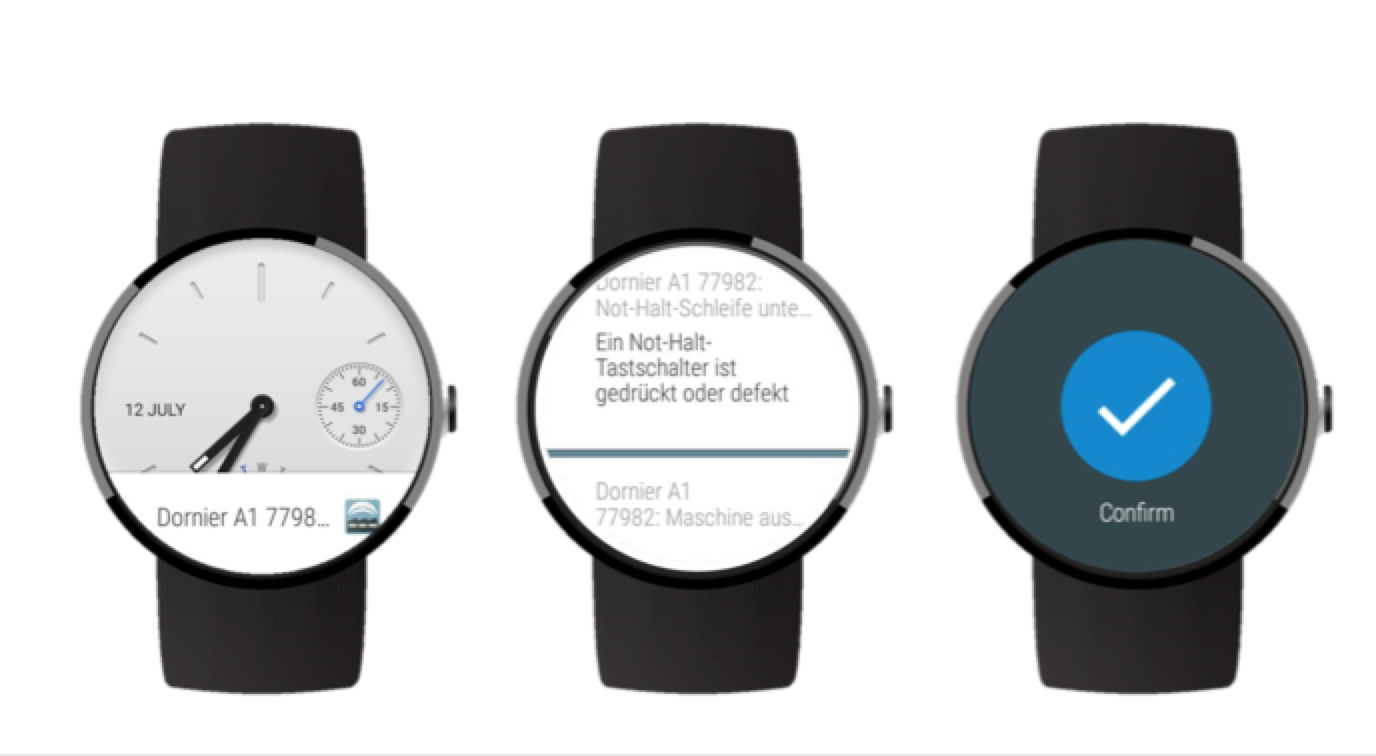 60
45
15
30
12 JULY
Dornier A1 7798...
Dornier A1 77982:
Not-Halt-Schleife unte...
Ein Not-Halt-
Tastschalter ist
gedrückt oder defekt
Dornier A1
77982: Maschine aus...
Confirm